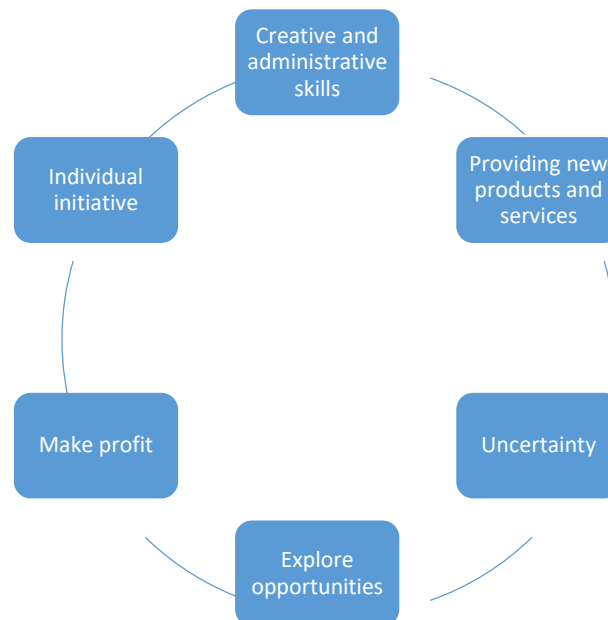 Creative and
administrative
skills
Providing new
products and
services
Uncertainty
Explore
opportunities
Make profit
Individual
initiative